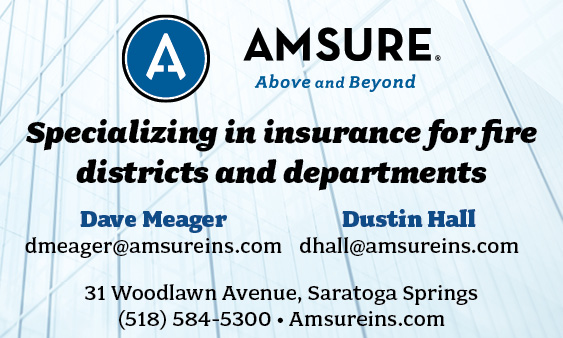 A
AMSURE®
Above and Beyond
Specializing in insurance for fire
districts and departments
Dave Meager Dustin Hall
dmeager@amsureins.com dhall@amsureins.com
31 Woodlawn Avenue, Saratoga Springs
(518) 584-5300 • Amsureins.com